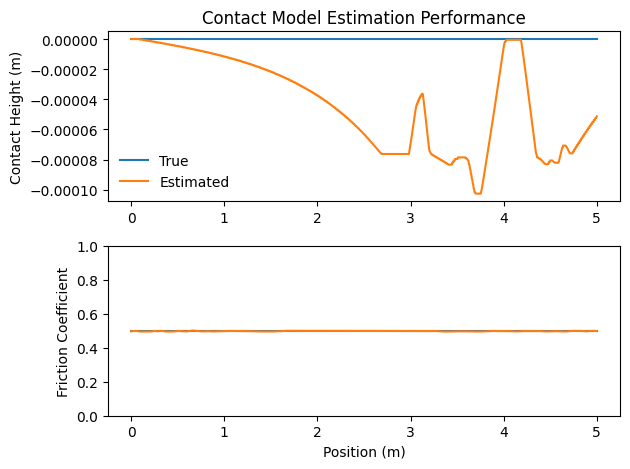 Contact Model Estimation Performance
Contact Height (m)
0.00000
−0.00002
−0.00004
−0.00006
−0.00008
−0.00010
True
Estimated
0 1 2 3 4 5
Friction Coefficient
1.0
0.8
0.6
0.4
0.2
0.0
0 1 2 3 4 5
Position (m)